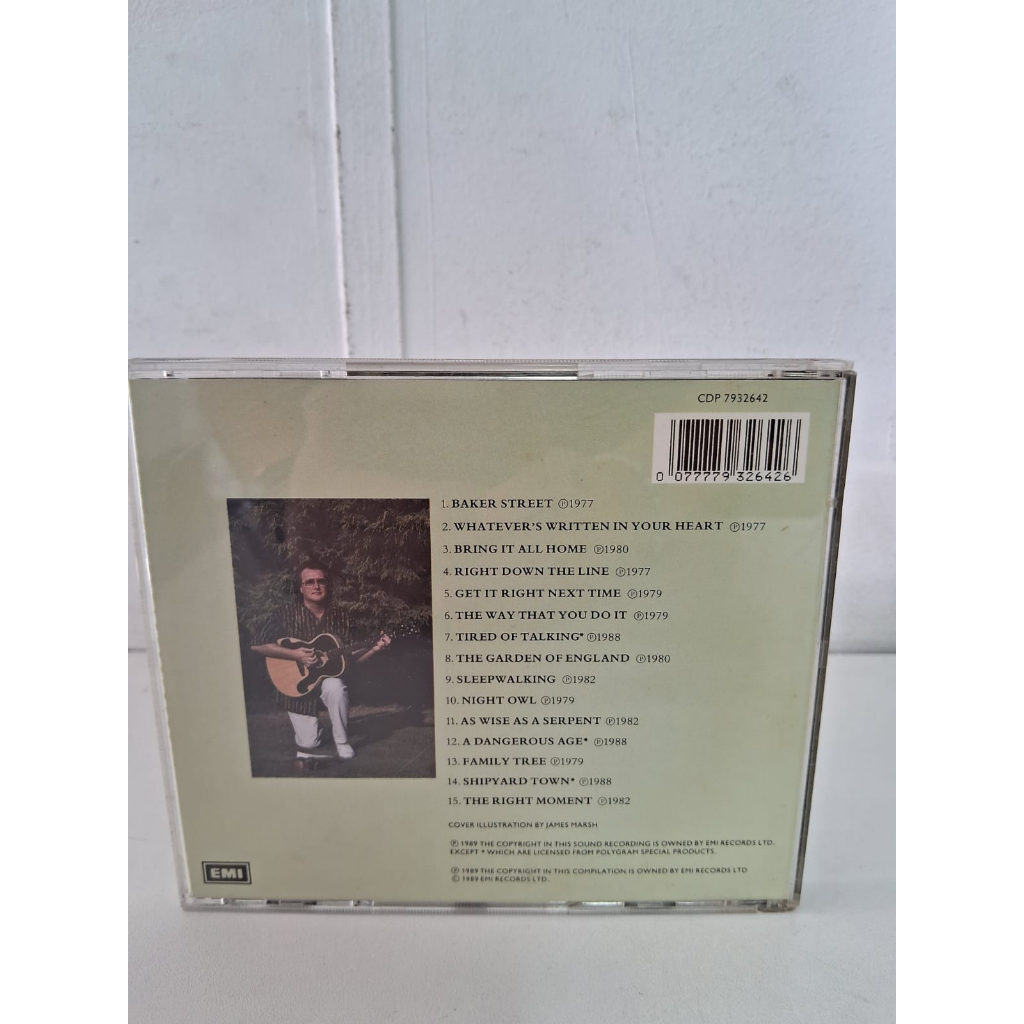 CDP 7932642
0 077779 326426
1. BAKER STREET ℗1977
2. WHATEVER'S WRITTEN IN YOUR HEART ℗1977
3. BRING IT ALL HOME ℗1980
4. RIGHT DOWN THE LINE ℗1977
5. GET IT RIGHT NEXT TIME ℗1979
6. THE WAY THAT YOU DO IT ℗1979
7. TIRED OF TALKING* ℗1988
8. THE GARDEN OF ENGLAND ℗1980
9. SLEEPWALKING ℗1982
10. NIGHT OWL ℗1979
11. AS WISE AS A SERPENT ℗1982
12. A DANGEROUS AGE* ℗1988
13. FAMILY TREE ℗1979
14. SHIPYARD TOWN* ℗1988
15. THE RIGHT MOMENT ℗1982
COVER ILLUSTRATION BY JAMES MARSH
℗ 1989 THE COPYRIGHT IN THIS SOUND RECORDING IS OWNED BY EMI RECORDS LTD.
EXCEPT * WHICH ARE LICENSED FROM POLYGRAM SPECIAL PRODUCTS.
℗ 1989 THE COPYRIGHT IN THIS COMPILATION IS OWNED BY EMI RECORDS LTD
© 1989 EMI RECORDS LTD.
EMI